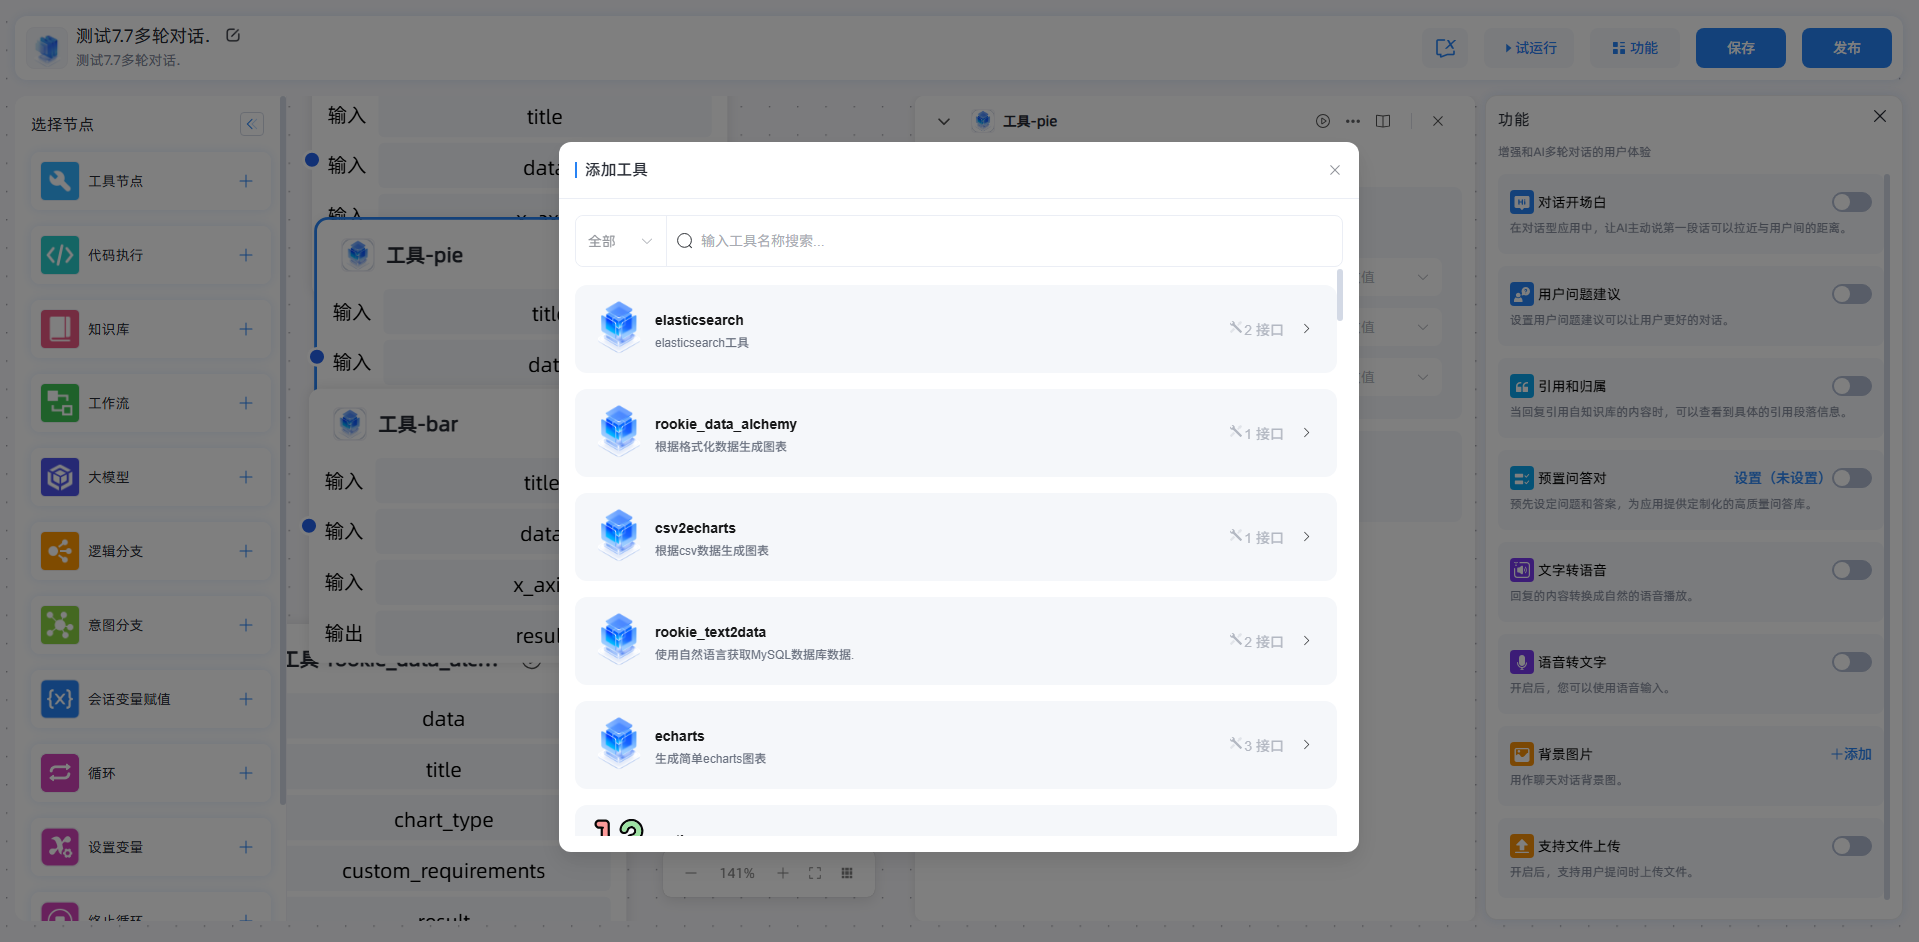 测试7.7多轮对话.
测试7.7多轮对话.
试运行
功能
保存
发布
选择节点
工具节点
代码执行
知识库
工作流
大模型
逻辑分支
意图分支
会话变量赋值
循环
设置变量
终止循环
输入 title
输入 data
输入
工具-pie
输入 title
输入 dat
工具-bar
输入 title
输入 data
输入 x_axi
输出 resul
data
title
chart_type
custom_requirements
result
工具-pie
值
值
值
141%
添加工具
全部
输入工具名称搜索...
elasticsearch
elasticsearch工具
2 接口
rookie_data_alchemy
根据格式化数据生成图表
1 接口
csv2echarts
根据csv数据生成图表
1 接口
rookie_text2data
使用自然语言获取MySQL数据库数据.
2 接口
echarts
生成简单echarts图表
3 接口
功能
增强和AI多轮对话的用户体验
对话开场白
在对话型应用中，让AI主动说第一段话可以拉近与用户间的距离。
用户问题建议
设置用户问题建议可以让用户更好的对话。
引用和归属
当回复引用自知识库的内容时，可以查看到具体的引用段落信息。
预置问答对
设置（未设置）
预先设定问题和答案，为应用提供定制化的高质量问答库。
文字转语音
回复的内容转换成自然的语音播放。
语音转文字
开启后，您可以使用语音输入。
背景图片
+添加
用作聊天对话背景图。
支持文件上传
开启后，支持用户提问时上传文件。